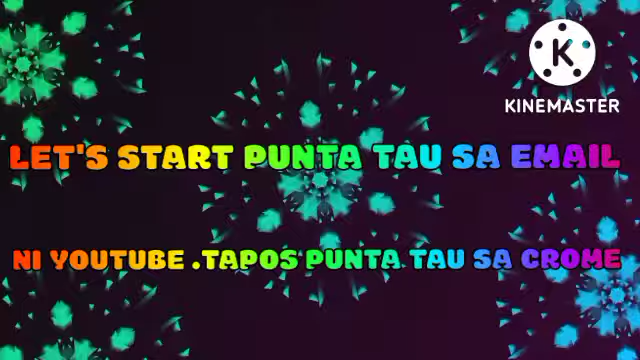 KINEMASTER
LET'S START PUNTA TAU SA EMAIL
NI YOUTUBE .TAPOS PUNTA TAU SA CROME